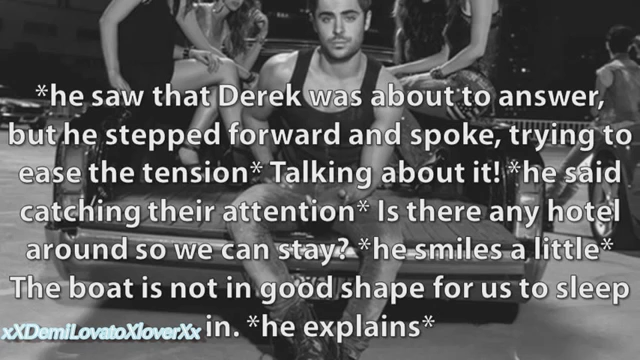 *he saw that Derek was about to answer,
but he stepped forward and spoke, trying to
ease the tension* Talking about it! *he said
catching their attention* Is there any hotel
around so we can stay? *he smiles a little*
The boat is not in good shape for us to sleep
in. *he explains*
xXDemiLovatoXloverXx